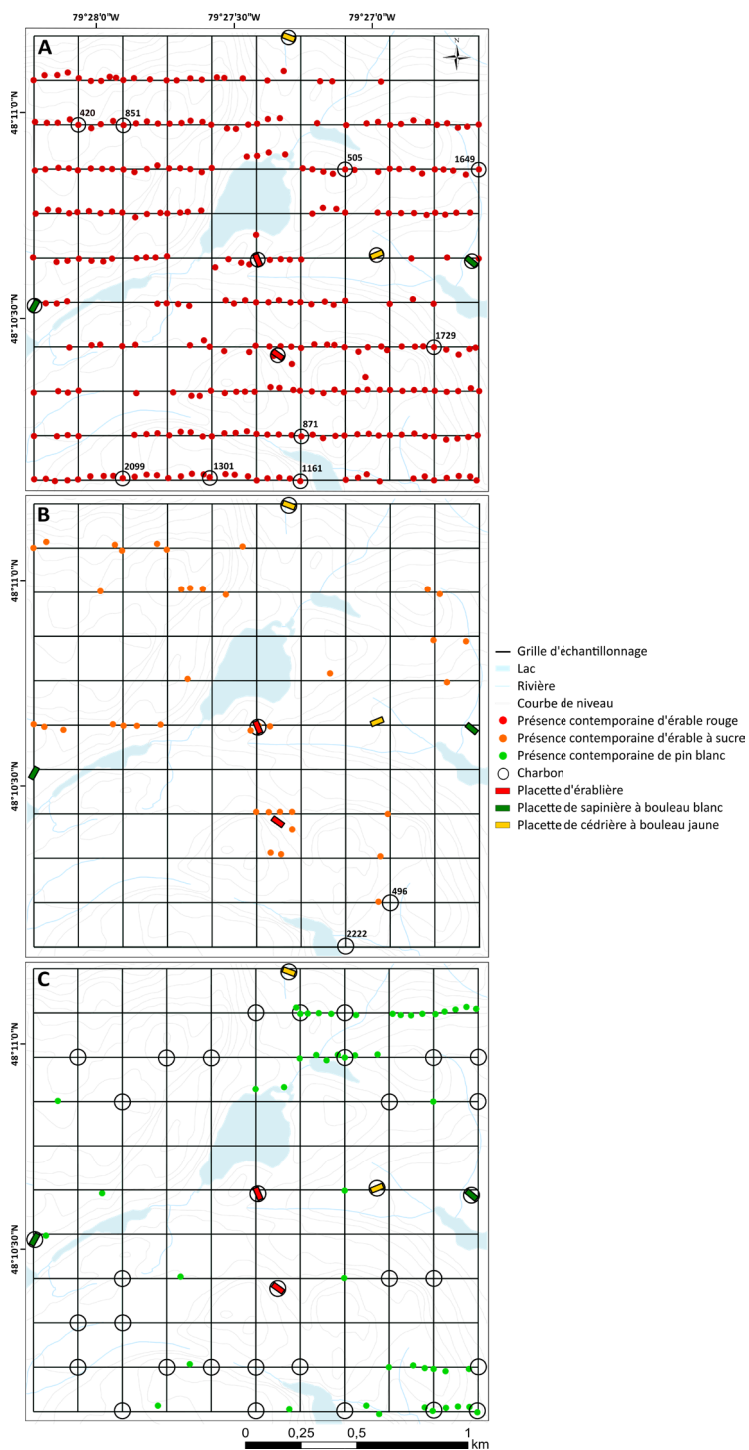 79°28'0"W 79°27'30"W 79°27'0"W
A
N
48°11'0"N
420 851
505 1649
48°10'30"N
1729
871
2099 1301 1161
B
48°11'0"N
48°10'30"N
496
2222
Grille d'échantillonnage
Lac
Rivière
Courbe de niveau
Présence contemporaine d'érable rouge
Présence contemporaine d'érable à sucre
Présence contemporaine de pin blanc
Charbon
Placette d'érablière
Placette de sapinière à bouleau blanc
Placette de cédrière à bouleau jaune
C
48°11'0"N
48°10'30"N
0 0,25 0,5 1
km